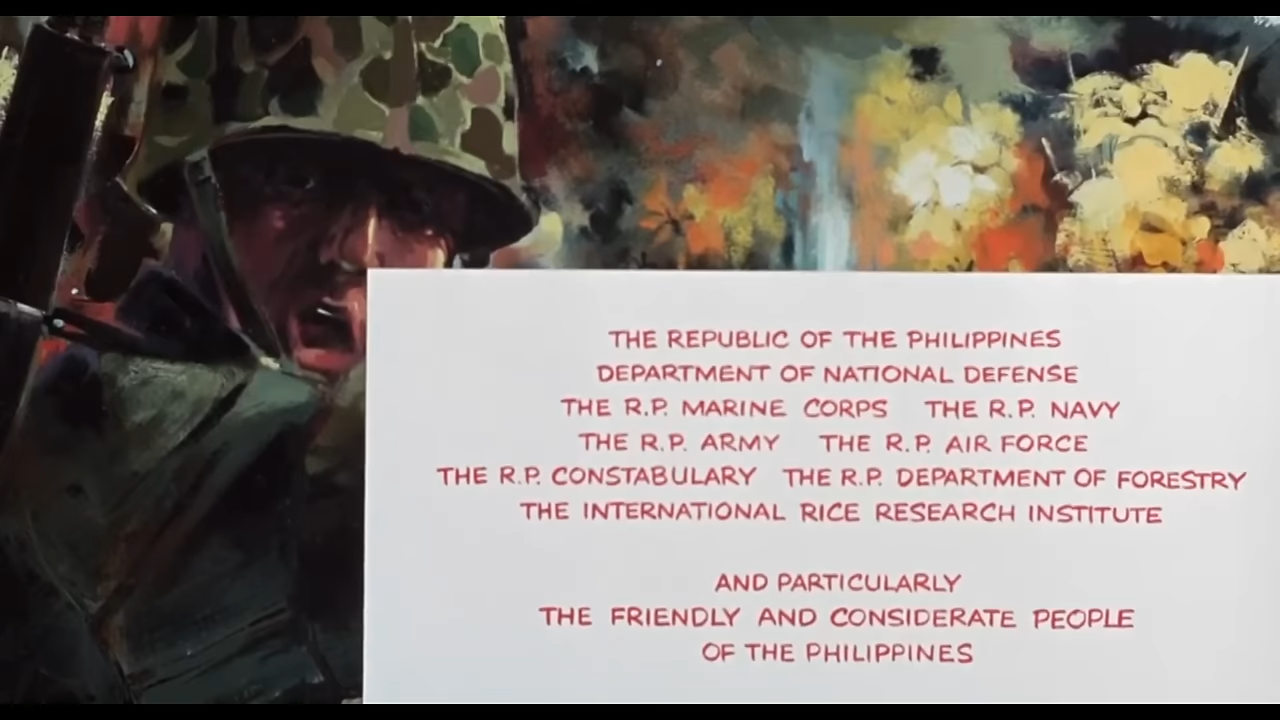 THE REPUBLIC OF THE PHILIPPINES
DEPARTMENT OF NATIONAL DEFENSE
THE R.P. MARINE CORPS THE R.P. NAVY
THE R.P. ARMY THE R.P. AIR FORCE
THE R.P. CONSTABULARY THE R.P. DEPARTMENT OF FORESTRY
THE INTERNATIONAL RICE RESEARCH INSTITUTE
AND PARTICULARLY
THE FRIENDLY AND CONSIDERATE PEOPLE
OF THE PHILIPPINES